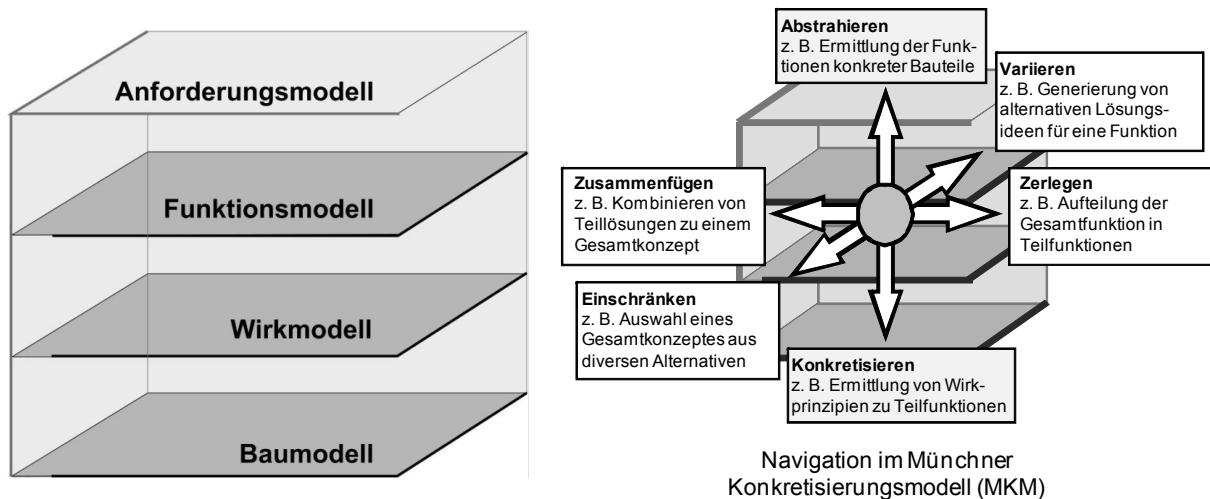 Anforderungsmodell
Funktionsmodell
Wirkmodell
Baumodell
Abstrahieren
z. B. Ermittlung der Funk-
tionen konkreter Bauteile
Variieren
z. B. Generierung von
alternativen Lösungs-
ideen für eine Funktion
Zusammenfügen
z. B. Kombinieren von
Teillösungen zu einem
Gesamtkonzept
Zerlegen
z. B. Aufteilung der
Gesamtfunktion in
Teilfunktionen
Einschränken
z. B. Auswahl eines
Gesamtkonzeptes aus
diversen Alternativen
Konkretisieren
z. B. Ermittlung von Wirk-
prinzipien zu Teilfunktionen
Navigation im Münchner
Konkretisierungsmodell (MKM)